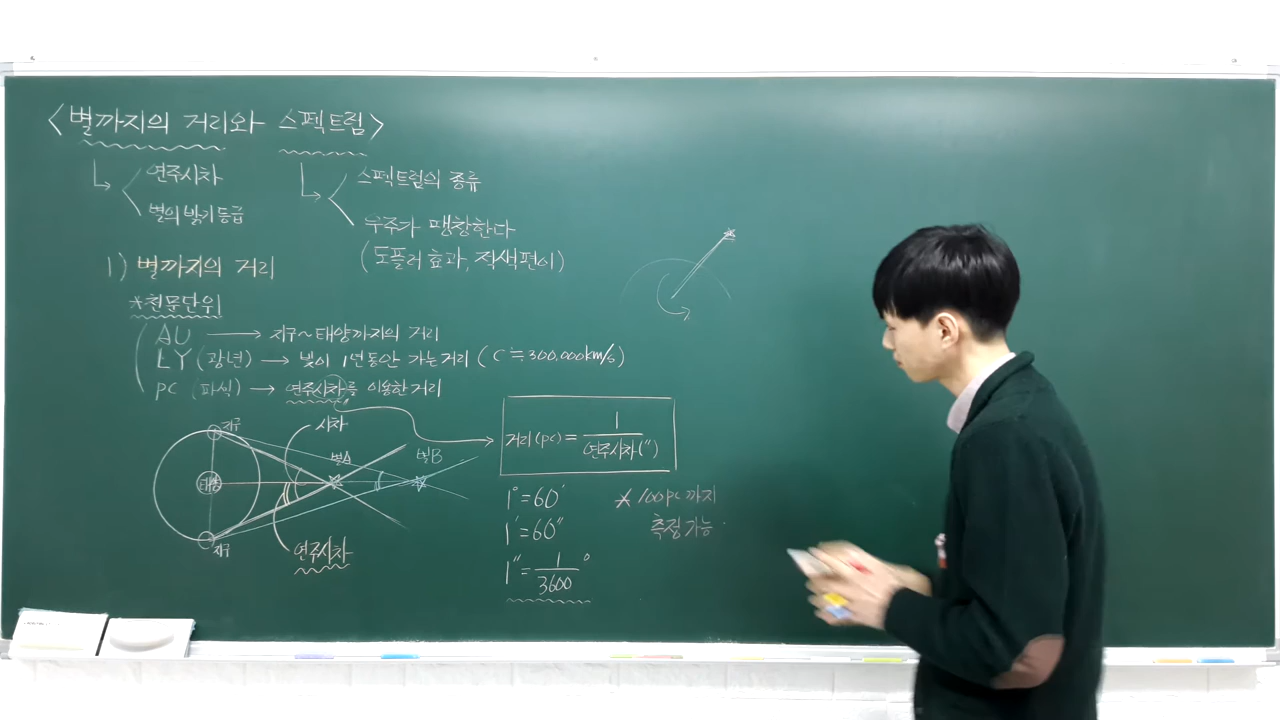 <별까지의 거리와 스펙트럼>
연주시차
별의 밝기등급
스펙트럼의 종류
우주가 팽창한다
(도플러 효과, 적색편이)
1) 별까지의 거리
*천문단위
AU → 지구~태양까지의 거리
LY (광년) → 빛이 1년동안 가는거리 (C≒300,000km/s)
pc (파섹) → 연주시차를 이용한 거리
지구
시차
별A
별B
태양
지구
연주시차
거리(pc) = 1/연주시차(")
1°=60′
1′=60″
1″=1/3600°
*100pc까지
측정가능